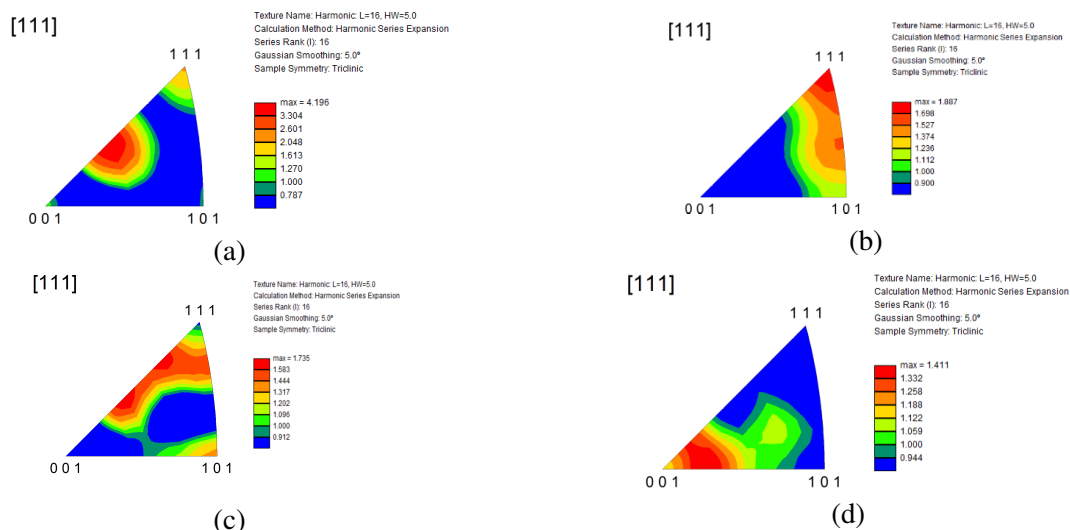 [111]
Texture Name: Harmonic: L=16, HW=5.0
Calculation Method: Harmonic Series Expansion
Series Rank (l): 16
Gaussian Smoothing: 5.0°
Sample Symmetry: Triclinic
1 1 1
max = 4.196
3.304
2.601
2.048
1.613
1.270
1.000
0.787
0 0 1
1 0 1
(a)
[111]
Texture Name: Harmonic: L=16, HW=5.0
Calculation Method: Harmonic Series Expansion
Series Rank (l): 16
Gaussian Smoothing: 5.0°
Sample Symmetry: Triclinic
1 1 1
max = 1.887
1.698
1.527
1.374
1.236
1.112
1.000
0.900
0 0 1
1 0 1
(b)
[111]
Texture Name: Harmonic: L=16, HW=5.0
Calculation Method: Harmonic Series Expansion
Series Rank (l): 16
Gaussian Smoothing: 5.0°
Sample Symmetry: Triclinic
1 1 1
max = 1.735
1.583
1.444
1.317
1.202
1.096
1.000
0.912
0 0 1
1 0 1
(c)
[111]
Texture Name: Harmonic: L=16, HW=5.0
Calculation Method: Harmonic Series Expansion
Series Rank (l): 16
Gaussian Smoothing: 5.0°
Sample Symmetry: Triclinic
1 1 1
max = 1.411
1.332
1.258
1.188
1.122
1.059
1.000
0.944
0 0 1
1 0 1
(d)